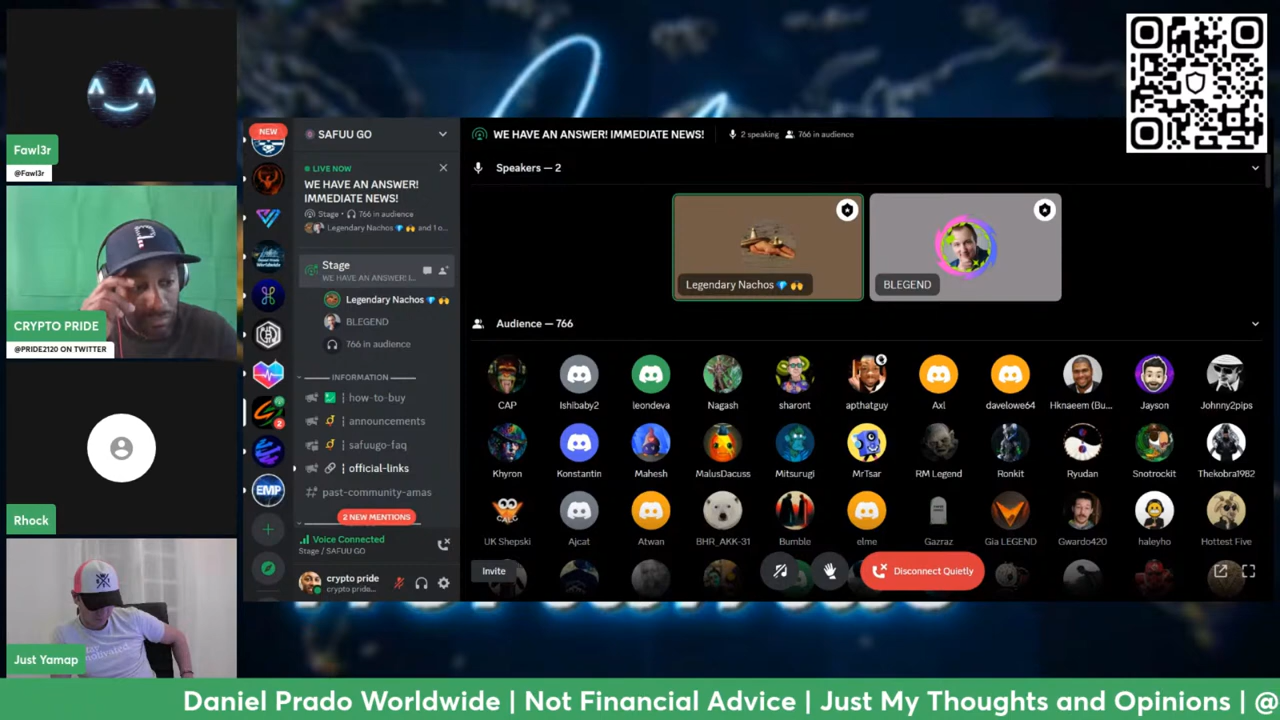 Fawl3r
@Fawl3r
CRYPTO PRIDE
@PRIDE2120 ON TWITTER
Rhock
Just Yamap
NEW
SAFUU GO
LIVE NOW
WE HAVE AN ANSWER!
IMMEDIATE NEWS!
Stage • 766 in audience
Legendary Nachos 💎 🙌 and 1 o...
Stage
WE HAVE AN ANSWER! I...
Legendary Nachos 💎 🙌
BLEGEND
766 in audience
INFORMATION
how-to-buy
announcements
safuugo-faq
official-links
past-community-amas
2 NEW MENTIONS
2
EMP
Voice Connected
Stage / SAFUU GO
crypto pride
crypto pride...
WE HAVE AN ANSWER! IMMEDIATE NEWS!
2 speaking
766 in audience
Speakers — 2
Legendary Nachos 💎 🙌
BLEGEND
Audience — 766
CAP
Ishibaby2
leondeva
Nagash
sharont
apthatguy
Axl
davelowe64
Hknaeem (Bu...
Jayson
Johnny2pips
Khyron
Konstantin
Mahesh
MalusDacuss
Mitsurugi
MrTsar
RM Legend
Ronkit
Ryudan
Snotrockit
Thekobra1982
UK Shepski
Ajcat
Atwan
BHR_AKK-31
Bumble
elme
Gazraz
Gia LEGEND
Gwardo420
haleyho
Hottest Five
Invite
Disconnect Quietly
Daniel Prado Worldwide | Not Financial Advice | Just My Thoughts and Opinions | @